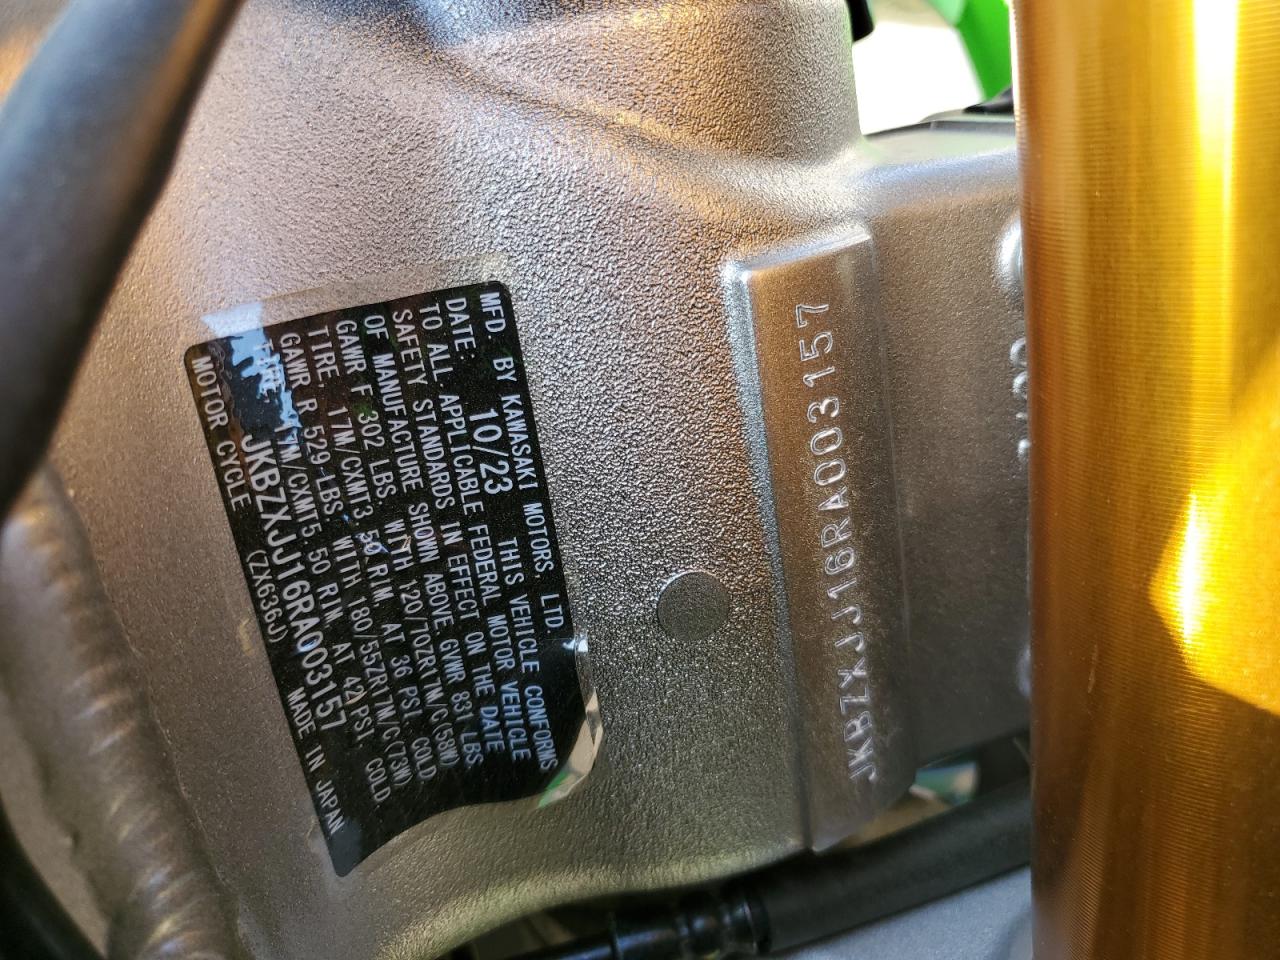 MFD. BY KAWASAKI MOTORS, LTD.
DATE: 10/23 THIS VEHICLE CONFORMS
TO ALL APPLICABLE FEDERAL MOTOR VEHICLE
SAFETY STANDARDS IN EFFECT ON THE DATE
OF MANUFACTURE SHOWN ABOVE. GVWR 831 LBS
GAWR F 302 LBS. WITH 120/70ZR17M/C(58W)
TIRE, 17M/CXMT3.50 RIM, AT 36 PSI. COLD.
GAWR R 529 LBS. WITH 180/55ZR17M/C(73W)
TIRE, 17M/CXMT5.50 RIM, AT 42 PSI. COLD.
JKBZXJJ16RA003157
MOTOR CYCLE (ZX636J) MADE IN JAPAN
JKBZXJJ16RA003157